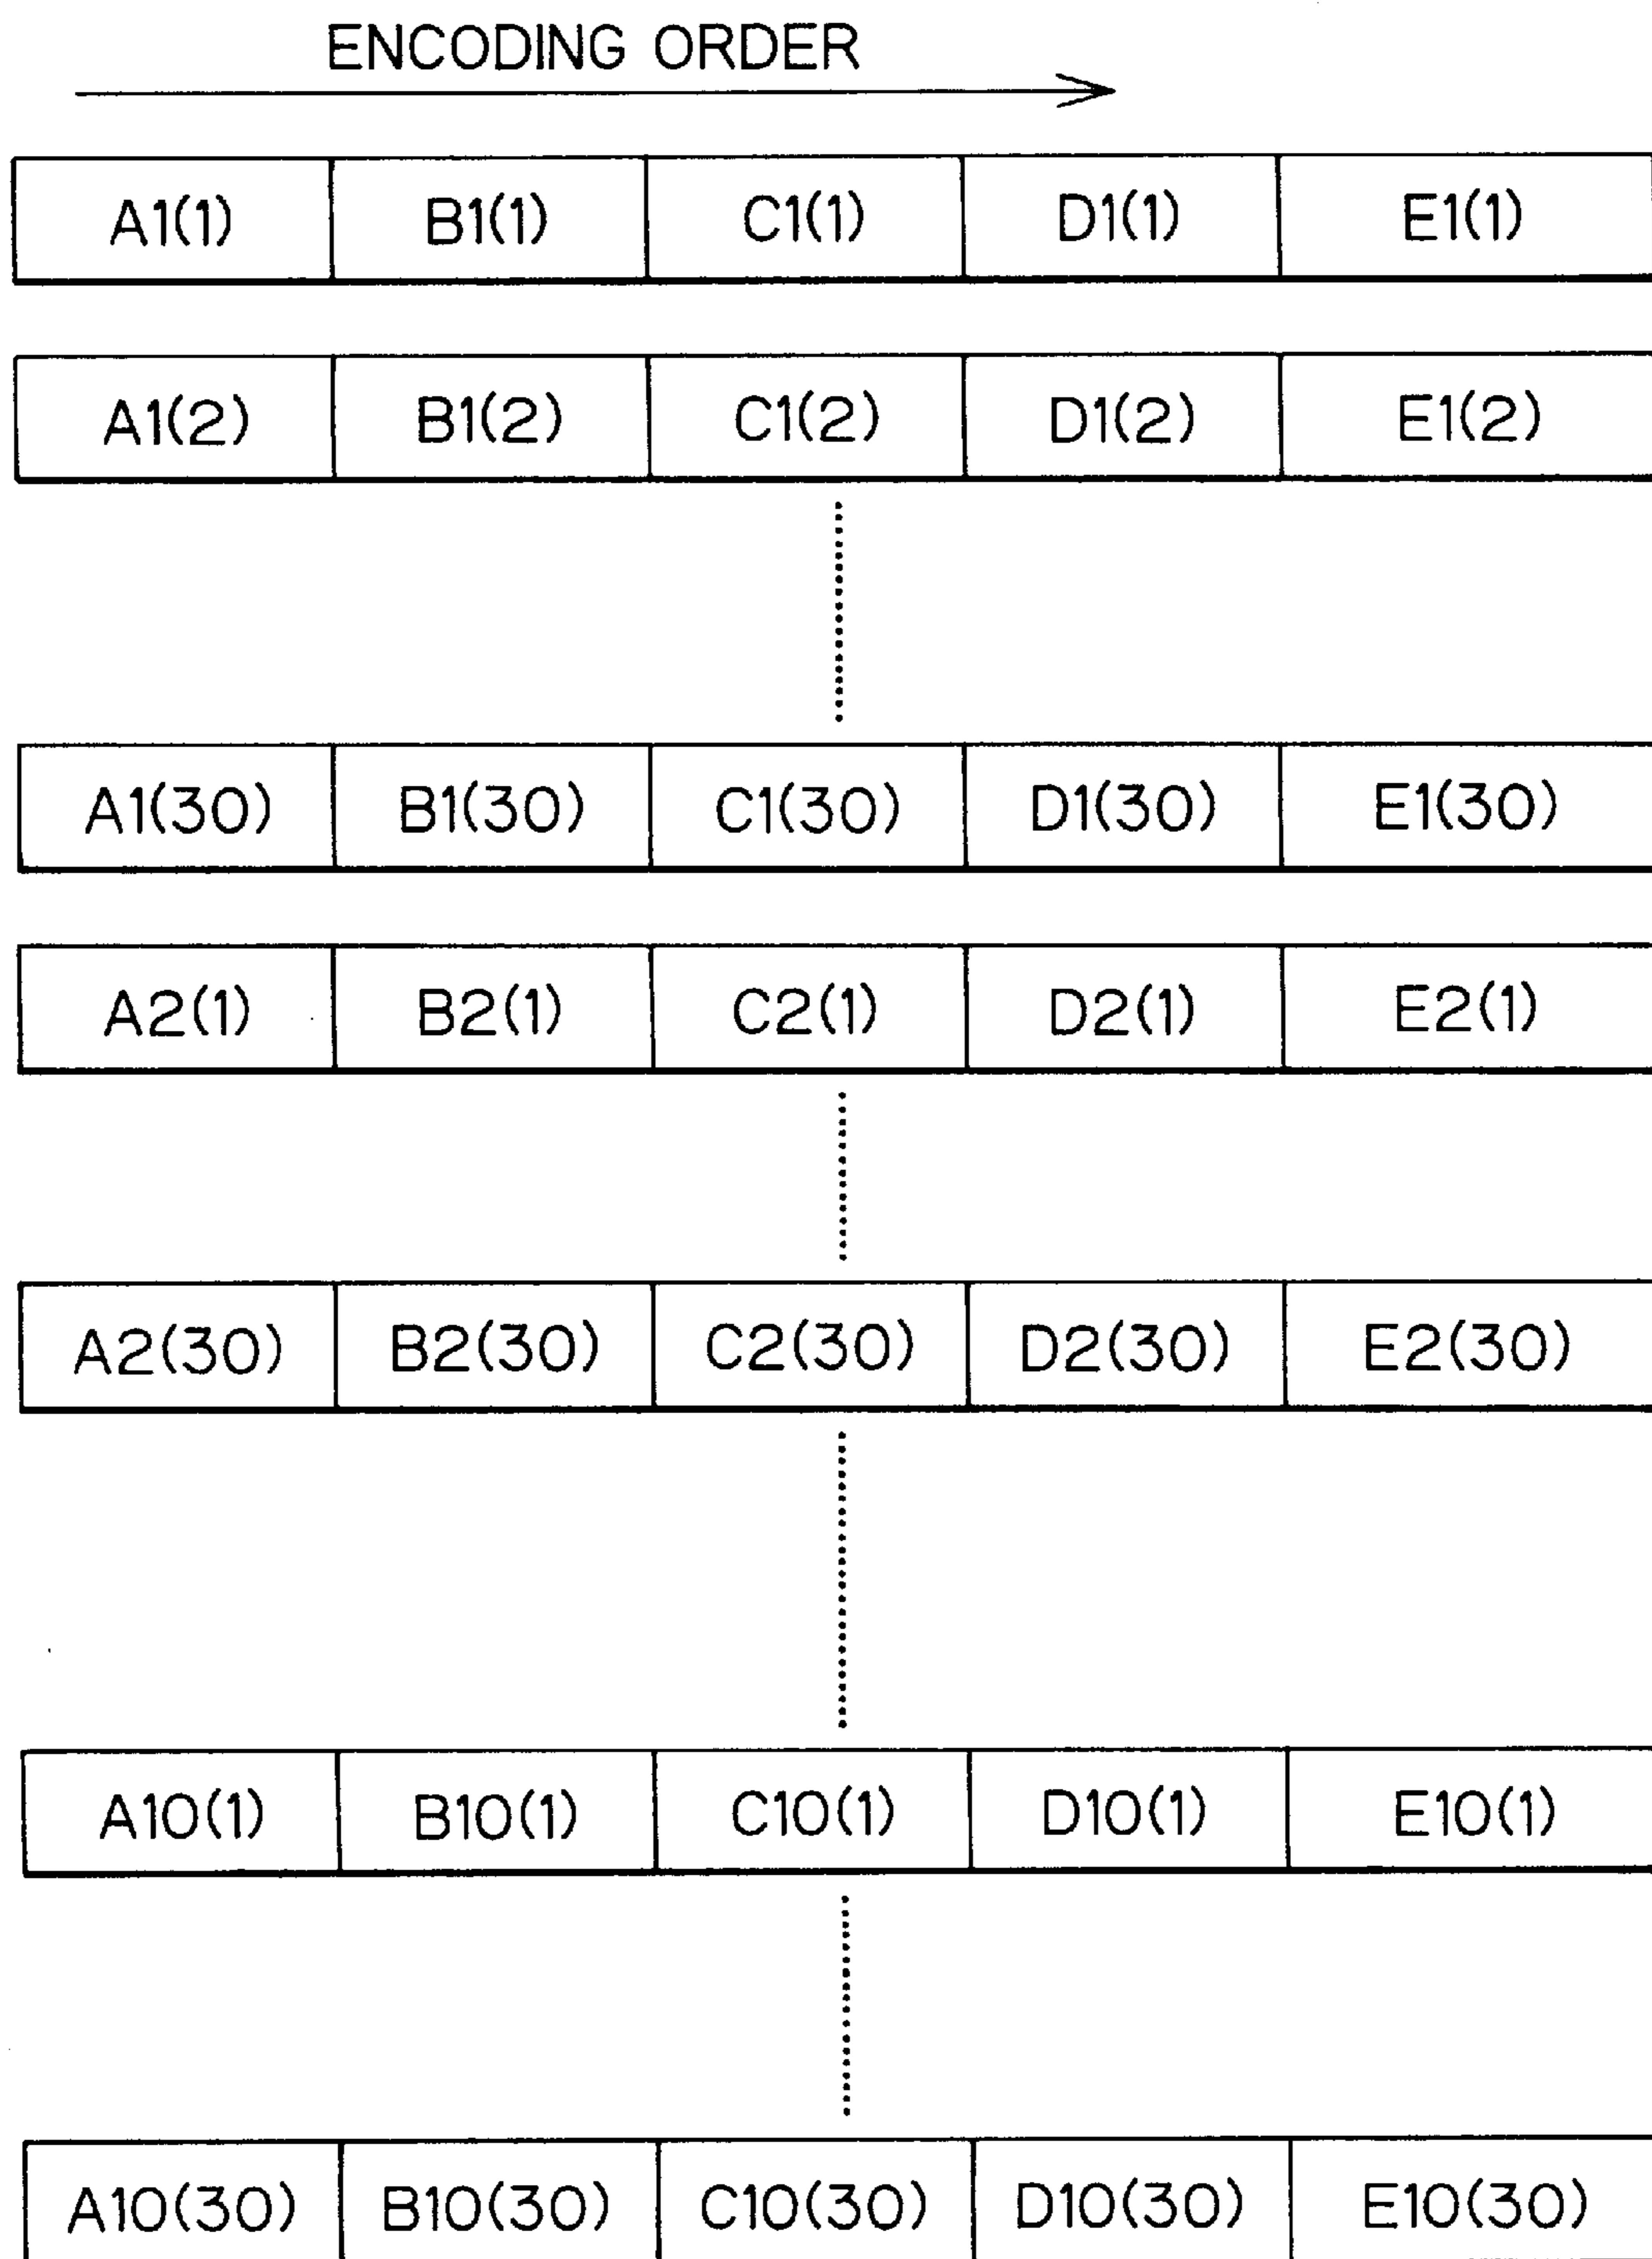 ENCODING ORDER
A1(1) B1(1) C1(1) D1(1) E1(1)
A1(2) B1(2) C1(2) D1(2) E1(2)
A1(30) B1(30) C1(30) D1(30) E1(30)
A2(1) B2(1) C2(1) D2(1) E2(1)
A2(30) B2(30) C2(30) D2(30) E2(30)
A10(1) B10(1) C10(1) D10(1) E10(1)
A10(30) B10(30) C10(30) D10(30) E10(30)